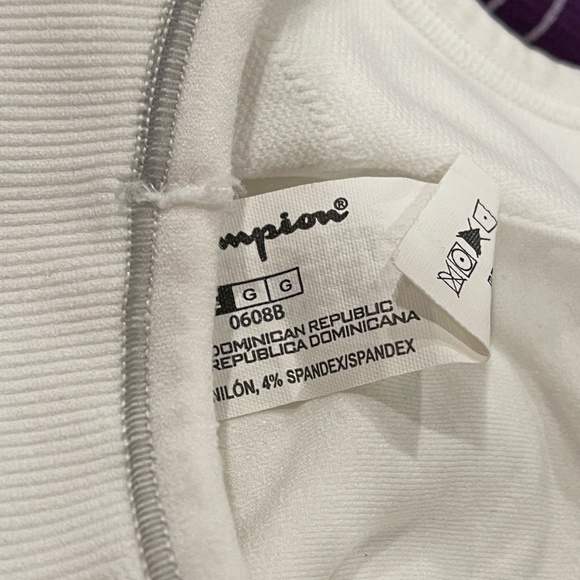 mpion®
G G
0608B
DOMINICAN REPUBLIC
REPÚBLICA DOMINICANA
NILÓN, 4% SPANDEX/SPANDEX